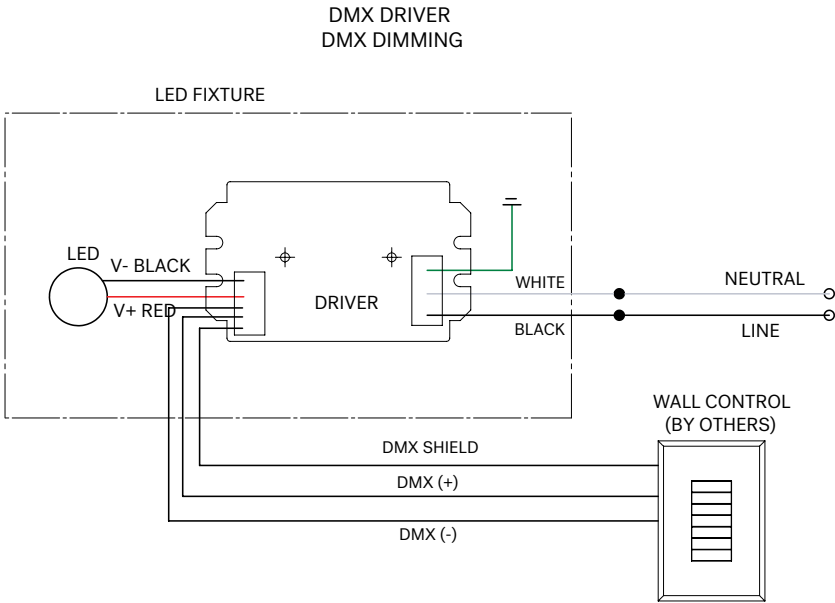 DMX DRIVER
DMX DIMMING
LED FIXTURE
LED
V- BLACK
V+ RED
DRIVER
WHITE
NEUTRAL
BLACK
LINE
WALL CONTROL
(BY OTHERS)
DMX SHIELD
DMX (+)
DMX (-)